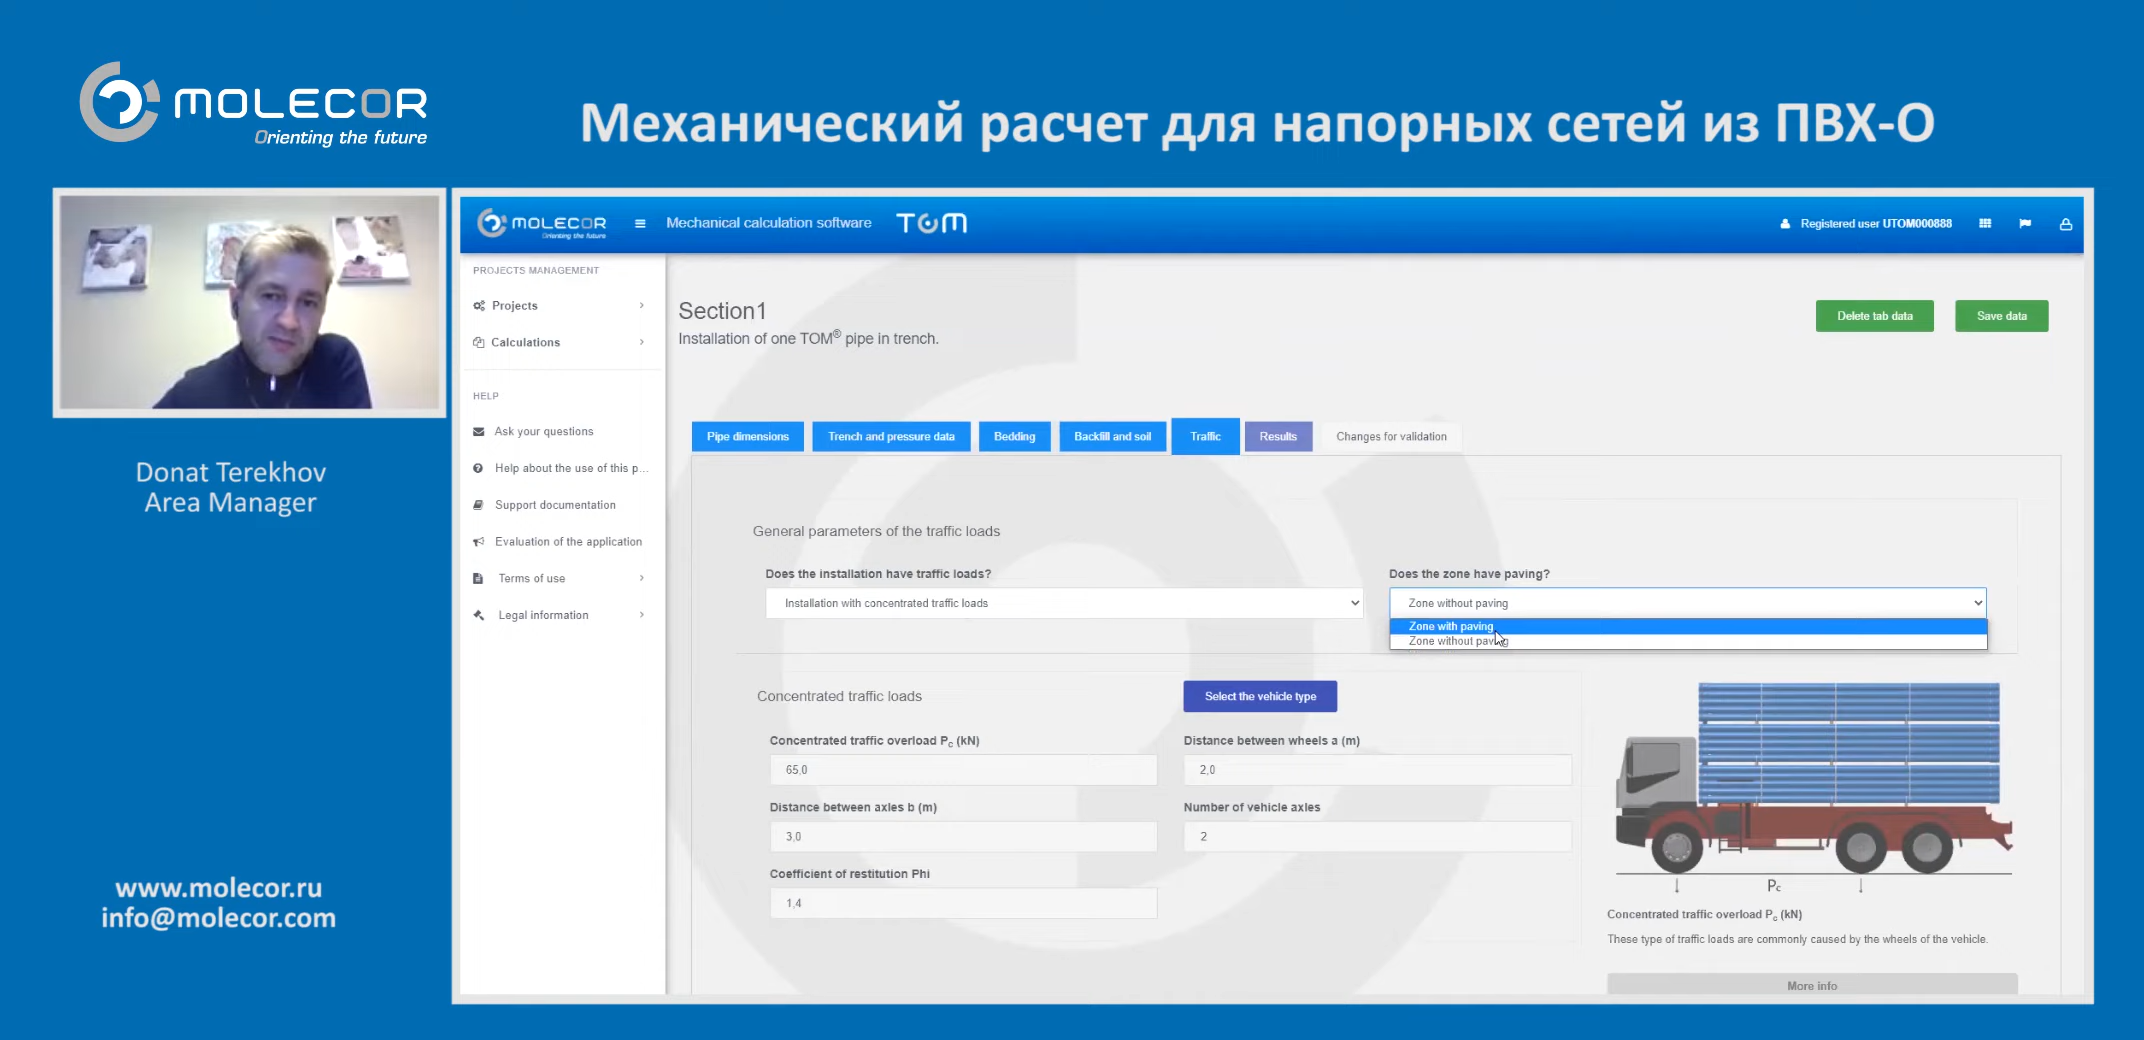 MOLECOR
Orienting the future
Механический расчет для напорных сетей из ПВХ-О
Donat Terekhov
Area Manager
www.molecor.ru
info@molecor.com
MOLECOR
Orienting the future
Mechanical calculation software
TOM
Registered user UTOM000888
PROJECTS MANAGEMENT
Projects
Calculations
HELP
Ask your questions
Help about the use of this p...
Support documentation
Evaluation of the application
Terms of use
Legal information
Section1
Installation of one TOM® pipe in trench.
Delete tab data
Save data
Pipe dimensions
Trench and pressure data
Bedding
Backfill and soil
Traffic
Results
Changes for validation
General parameters of the traffic loads
Does the installation have traffic loads?
Installation with concentrated traffic loads
Does the zone have paving?
Zone without paving
Zone with paving
Zone without paving
Concentrated traffic loads
Select the vehicle type
Concentrated traffic overload Pc (kN)
65,0
Distance between wheels a (m)
2,0
Distance between axles b (m)
3,0
Number of vehicle axles
2
Coefficient of restitution Phi
1,4
Pc
Concentrated traffic overload Pc (kN)
These type of traffic loads are commonly caused by the wheels of the vehicle.
More info